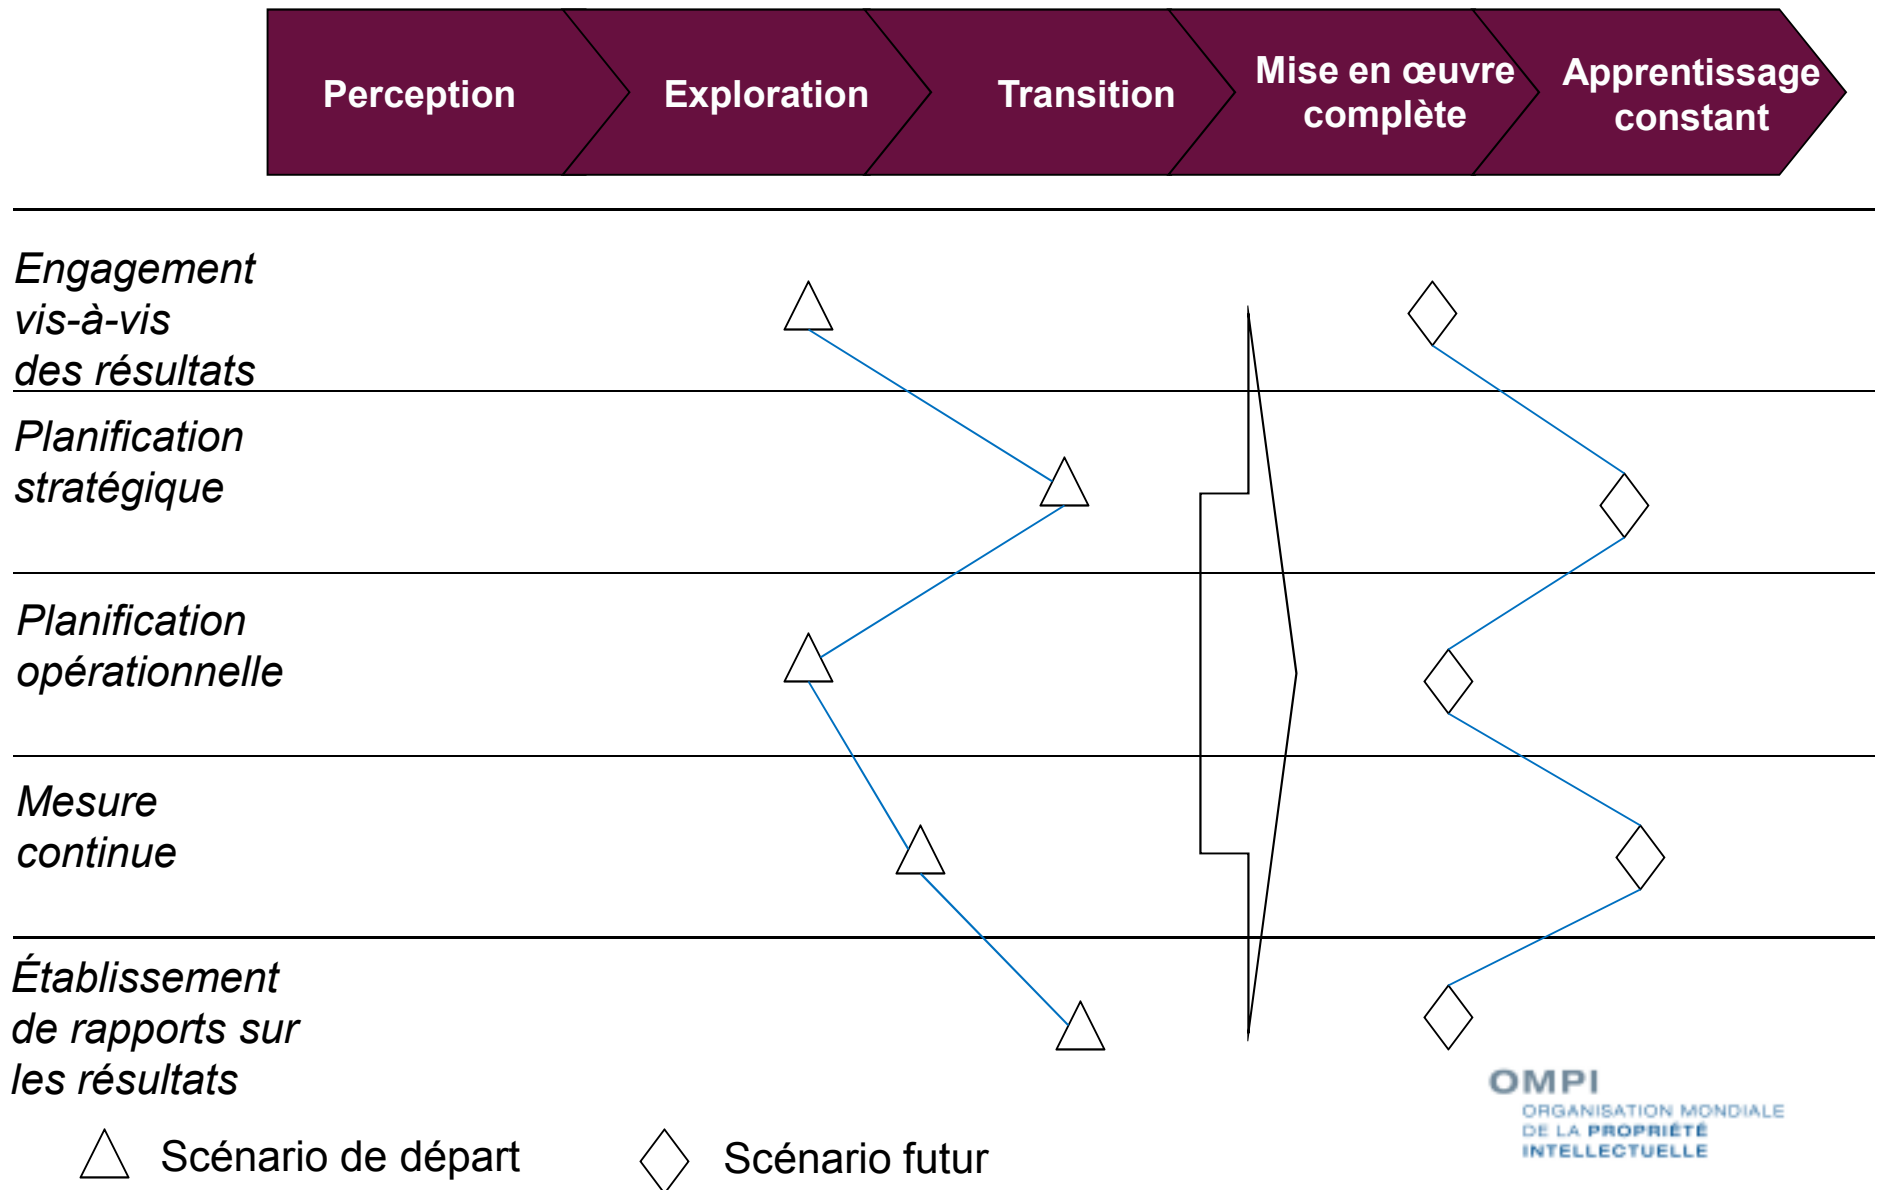 Perception
Exploration
Transition
Mise en œuvre
complète
Apprentissage
constant
Engagement
vis-à-vis
des résultats
Planification
stratégique
Planification
opérationnelle
Mesure
continue
Établissement
de rapports sur
les résultats
OMPI
ORGANISATION MONDIALE
DE LA PROPRIÉTÉ
INTELLECTUELLE
Scénario de départ
Scénario futur